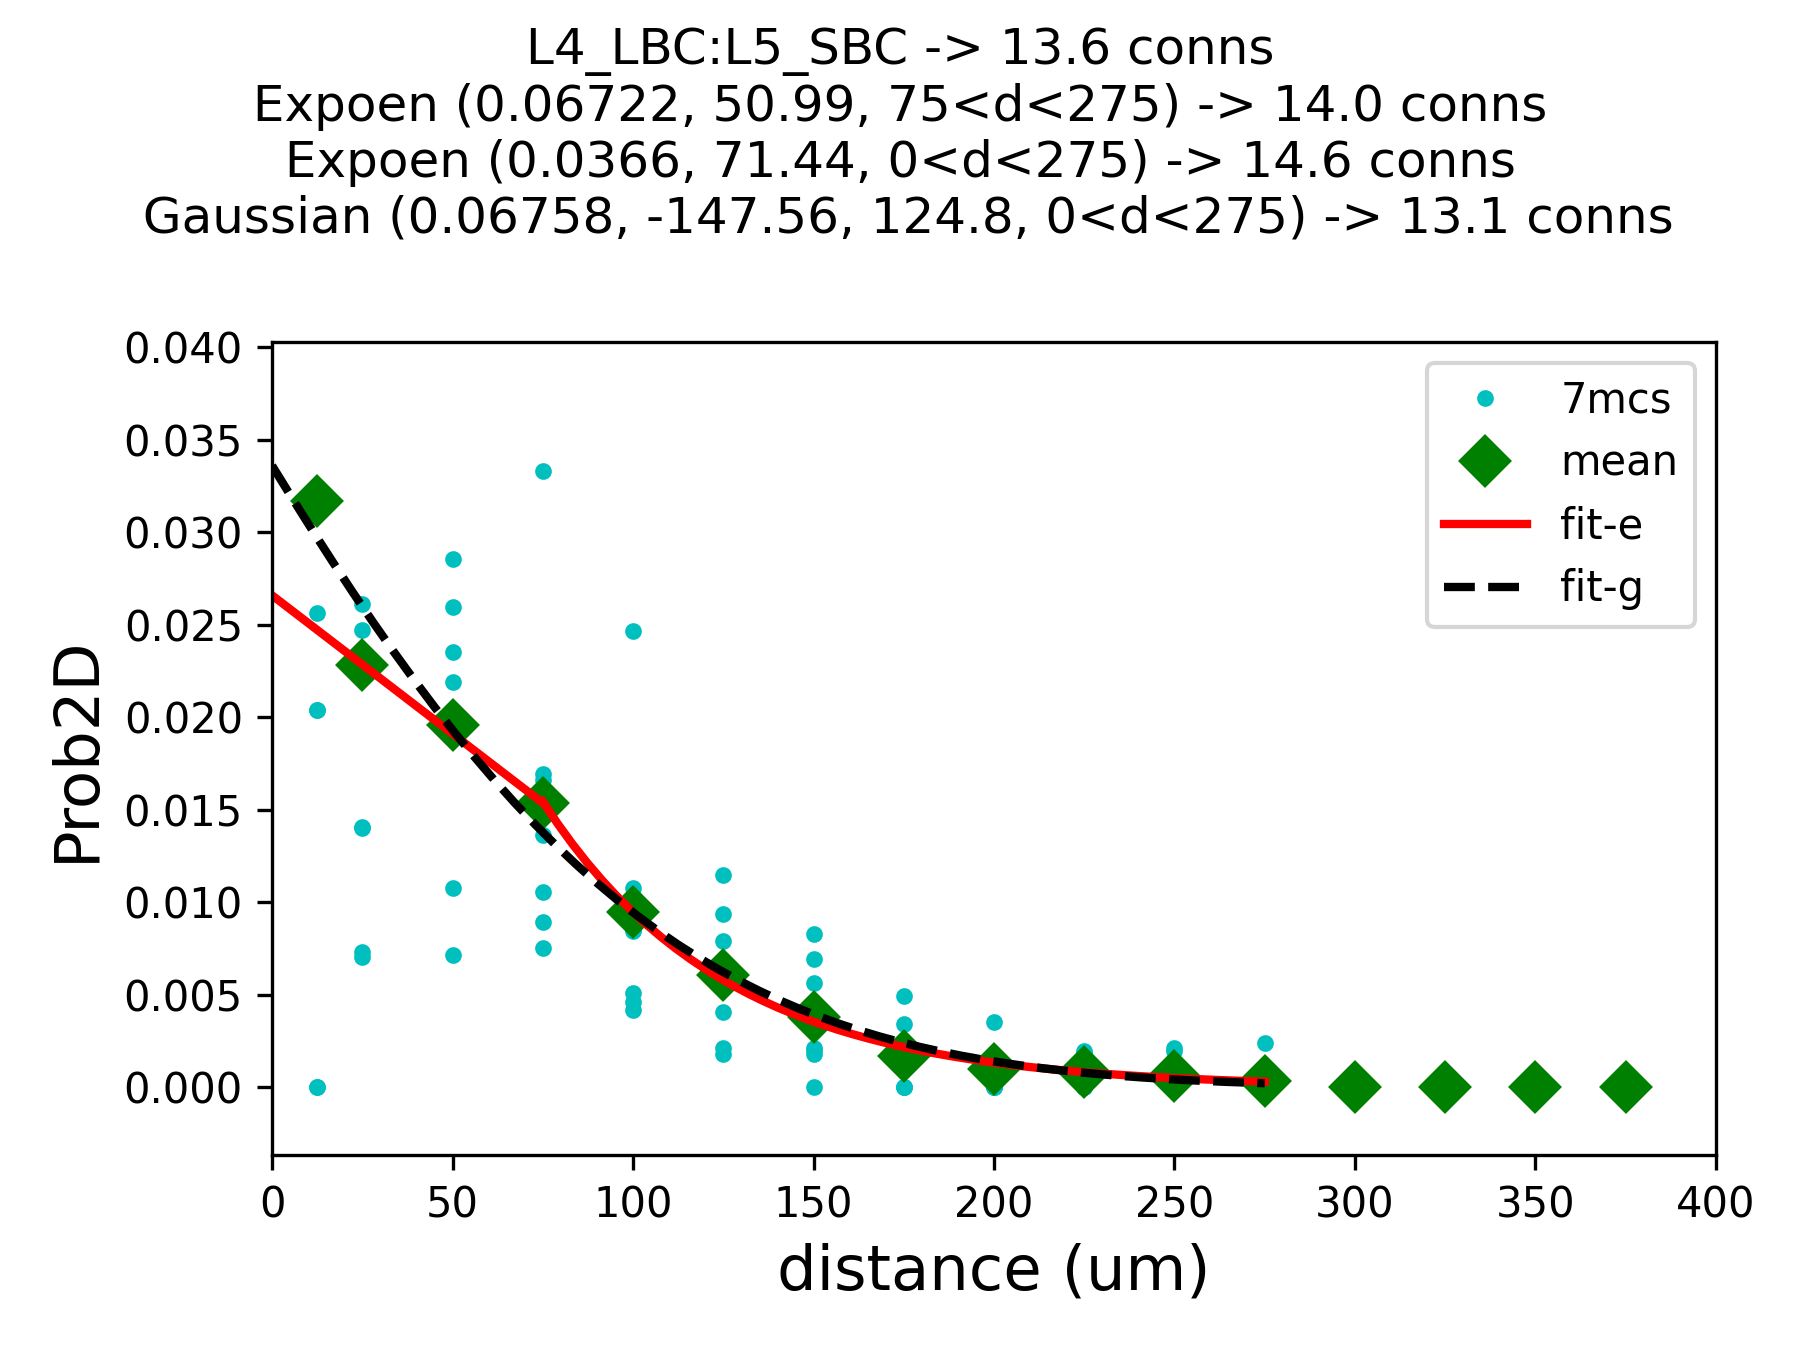 L4_LBC:L5_SBC -> 13.6 conns
Expoen (0.06722, 50.99, 75<d<275) -> 14.0 conns
Expoen (0.0366, 71.44, 0<d<275) -> 14.6 conns
Gaussian (0.06758, -147.56, 124.8, 0<d<275) -> 13.1 conns
0.040
0.035
0.030
0.025
0.020
0.015
0.010
0.005
0.000
Prob2D
7mcs
mean
fit-e
fit-g
0 50 100 150 200 250 300 350 400
distance (um)